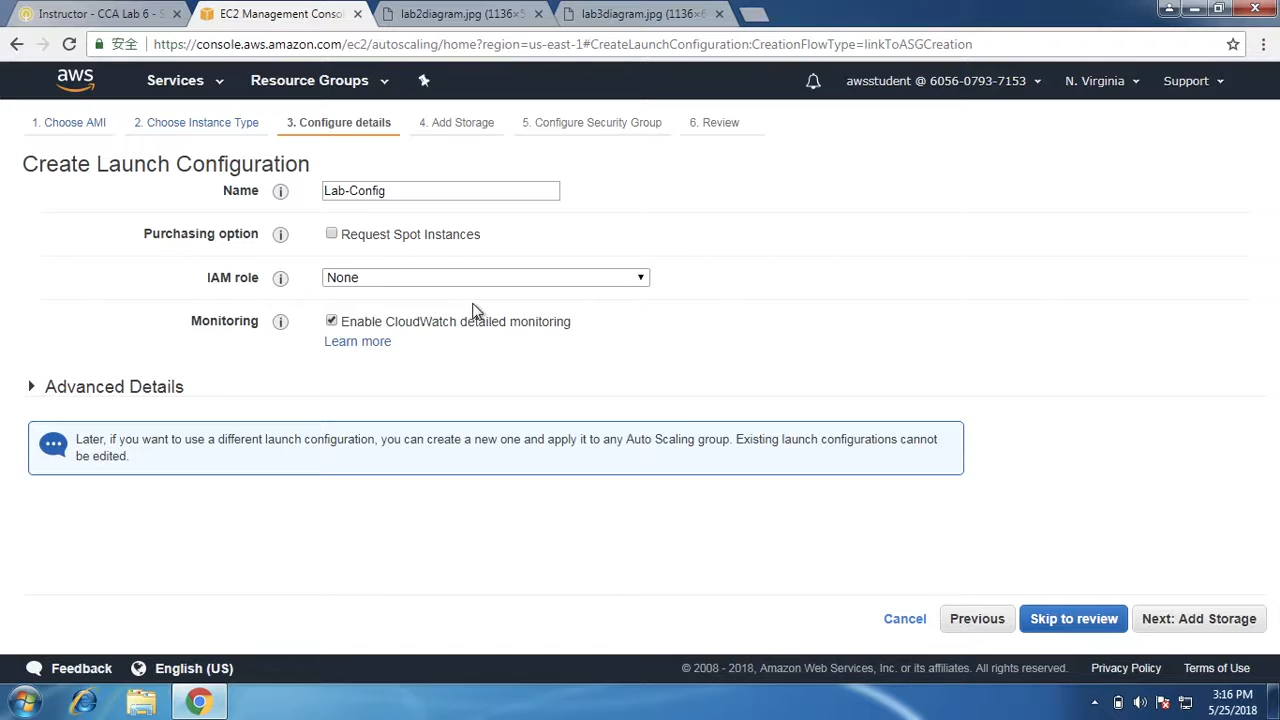 Instructor - CCA Lab 6 - S
EC2 Management Conso
lab2diagram.jpg (1136×5
lab3diagram.jpg (1136×6
安全
https://console.aws.amazon.com/ec2/autoscaling/home?region=us-east-1#CreateLaunchConfiguration:CreationFlowType=linkToASGCreation
aws
Services
Resource Groups
awsstudent @ 6056-0793-7153
N. Virginia
Support
1. Choose AMI
2. Choose Instance Type
3. Configure details
4. Add Storage
5. Configure Security Group
6. Review
Create Launch Configuration
Name
Lab-Config
Purchasing option
Request Spot Instances
IAM role
None
Monitoring
Enable CloudWatch detailed monitoring
Learn more
Advanced Details
Later, if you want to use a different launch configuration, you can create a new one and apply it to any Auto Scaling group. Existing launch configurations cannot
be edited.
Cancel
Previous
Skip to review
Next: Add Storage
Feedback
English (US)
© 2008 - 2018, Amazon Web Services, Inc. or its affiliates. All rights reserved.
Privacy Policy
Terms of Use
3:16 PM
5/25/2018